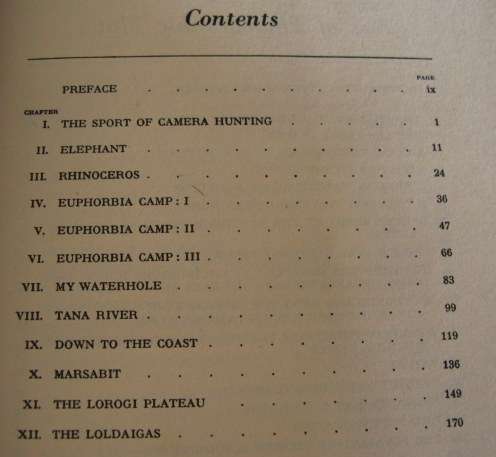 Contents
PAGE
PREFACE . . . . . . . . . . ix
CHAPTER
I. THE SPORT OF CAMERA HUNTING . . . . . 1
II. ELEPHANT . . . . . . . . . 11
III. RHINOCEROS . . . . . . . . . 24
IV. EUPHORBIA CAMP : I . . . . . . . 36
V. EUPHORBIA CAMP : II . . . . . . . 47
VI. EUPHORBIA CAMP : III . . . . . . . 66
VII. MY WATERHOLE . . . . . . . . 83
VIII. TANA RIVER . . . . . . . . . 99
IX. DOWN TO THE COAST . . . . . . . 119
X. MARSABIT . . . . . . . . . 136
XI. THE LOROGI PLATEAU . . . . . . 149
XII. THE LOLDAIGAS . . . . . . . . 170